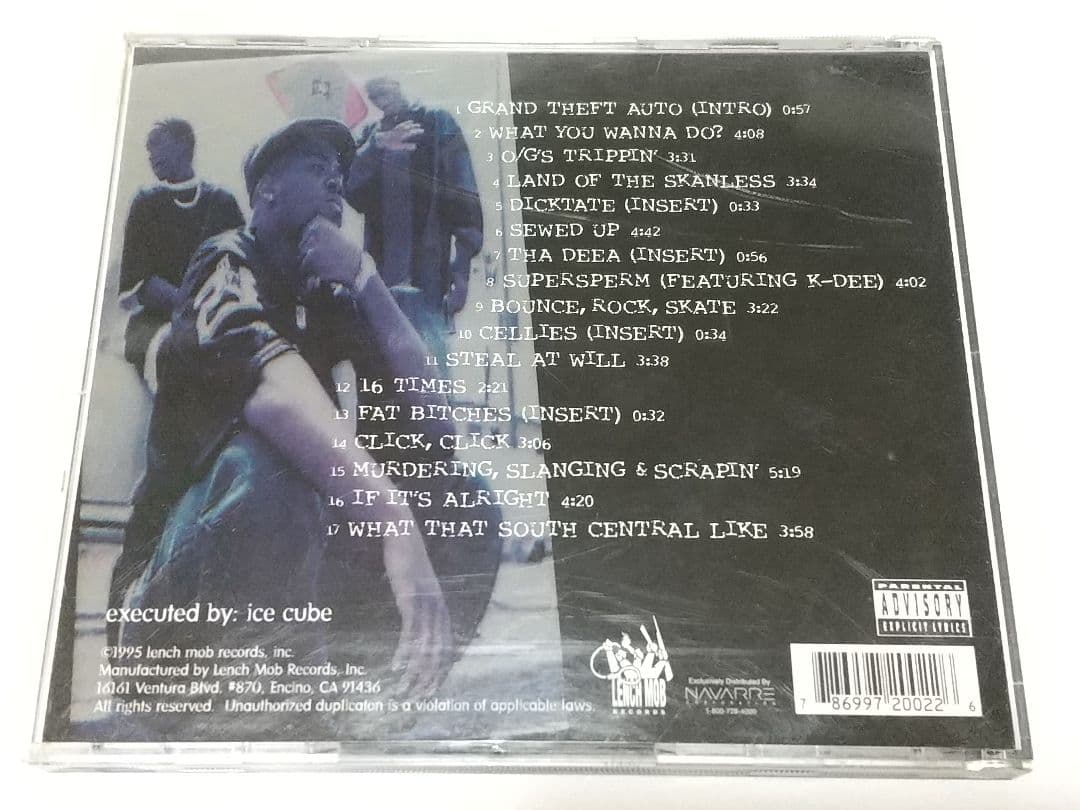 1 GRAND THEFT AUTO (INTRO) 0:57
2 WHAT YOU WANNA DO? 4:08
3 O/G'S TRIPPIN' 3:31
4 LAND OF THE SKANLESS 3:34
5 DICKTATE (INSERT) 0:33
6 SEWED UP 4:42
7 THA DEEA (INSERT) 0:56
8 SUPERSPERM (FEATURING K-DEE) 4:02
9 BOUNCE, ROCK, SKATE 3:22
10 CELLIES (INSERT) 0:34
11 STEAL AT WILL 3:38
12 16 TIMES 2:21
13 FAT BITCHES (INSERT) 0:32
14 CLICK, CLICK 3:06
15 MURDERING, SLANGING & SCRAPIN' 5:19
16 IF IT'S ALRIGHT 4:20
17 WHAT THAT SOUTH CENTRAL LIKE 3:58
executed by: ice cube
©1995 lench mob records, inc.
Manufactured by Lench Mob Records, Inc.
16161 Ventura Blvd. #870, Encino, CA 91436
All rights reserved. Unauthorized duplicaton is a violation of applicable laws.
LENCH MOB
RECORDS
Exclusively Distributed By
NAVARRE
CORPORATION
PARENTAL
ADVISORY
EXPLICIT LYRICS
7 86997 20022 6